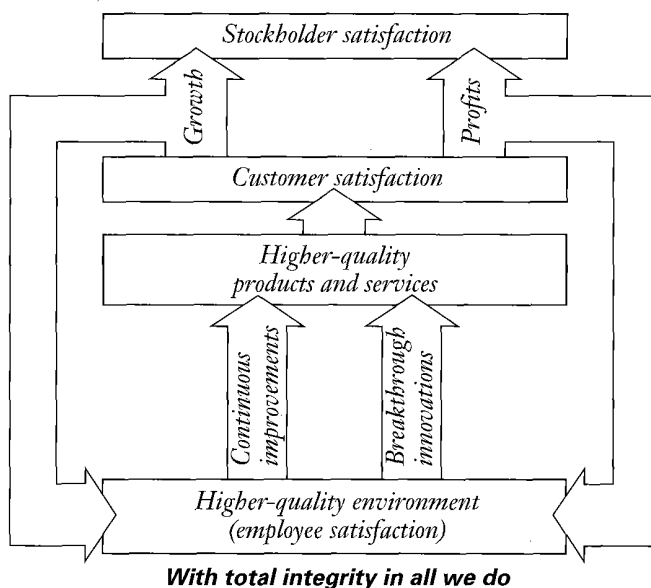 Stockholder satisfaction
Growth
Profits
Customer satisfaction
Higher-quality
products and services
Continuous
improvements
Breakthrough
innovations
Higher-quality environment
(employee satisfaction)
With total integrity in all we do